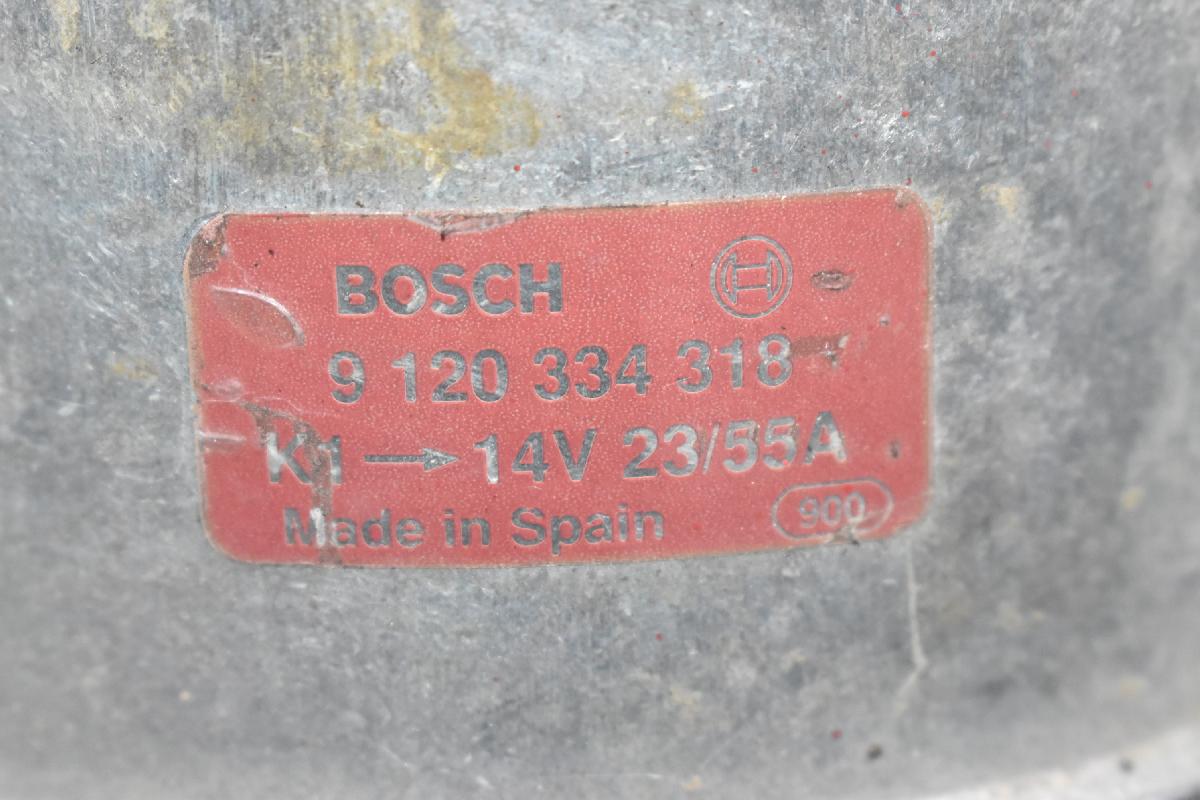 BOSCH
9 120 334 318
K1 → 14V 23/55A
Made in Spain 900